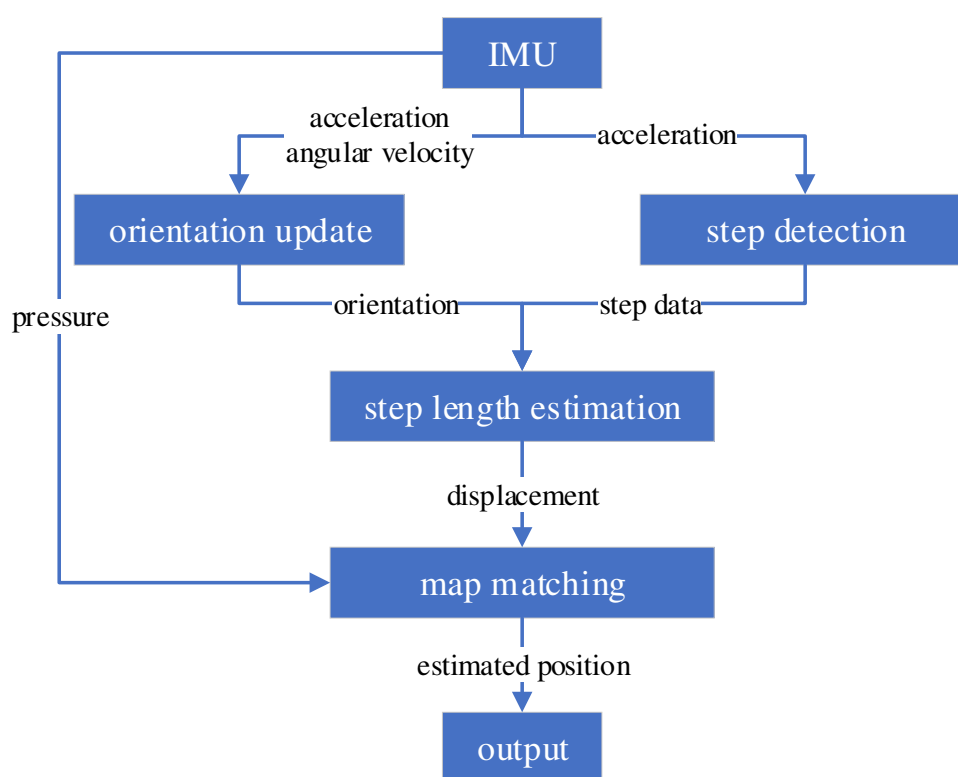 IMU
acceleration
angular velocity
acceleration
orientation update
step detection
pressure
orientation
step data
step length estimation
displacement
map matching
estimated position
output